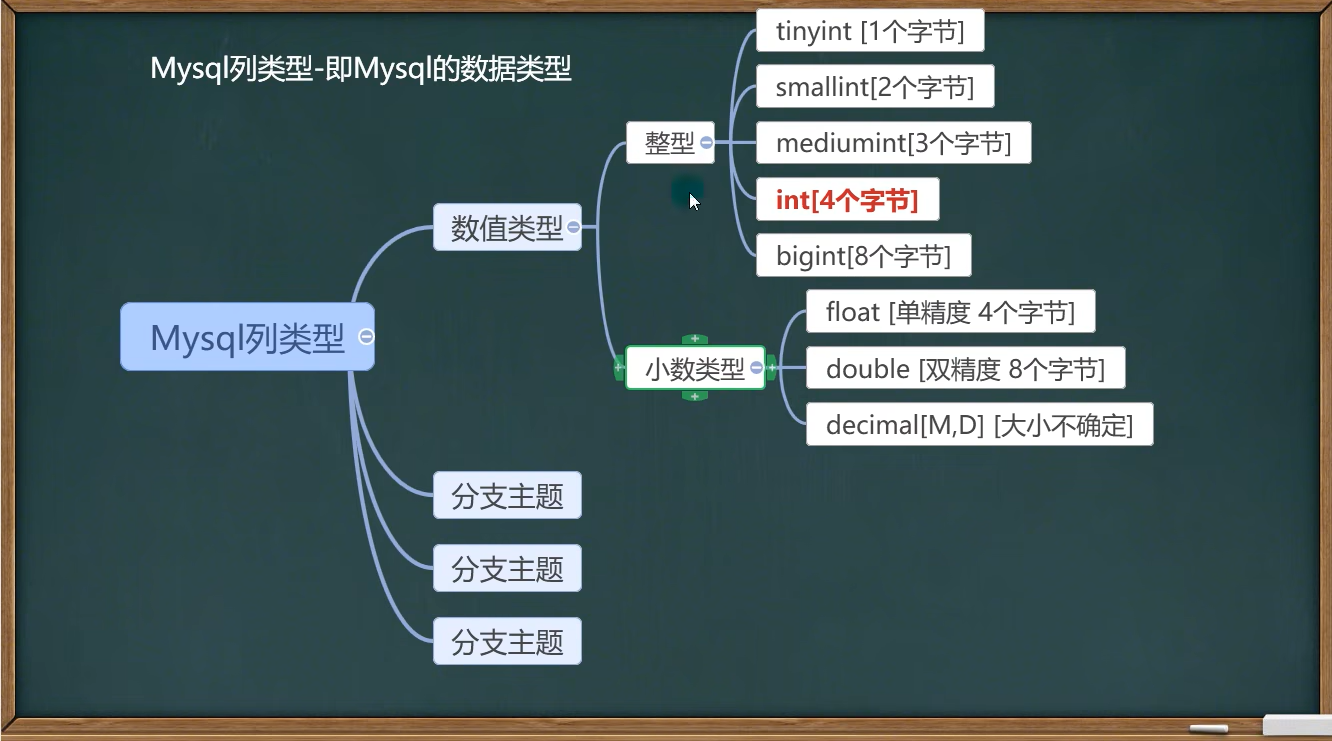 Mysql列类型-即Mysql的数据类型
Mysql列类型
数值类型
整型
tinyint [1个字节]
smallint[2个字节]
mediumint[3个字节]
int[4个字节]
bigint[8个字节]
小数类型
float [单精度 4个字节]
double [双精度 8个字节]
decimal[M,D] [大小不确定]
分支主题
分支主题
分支主题